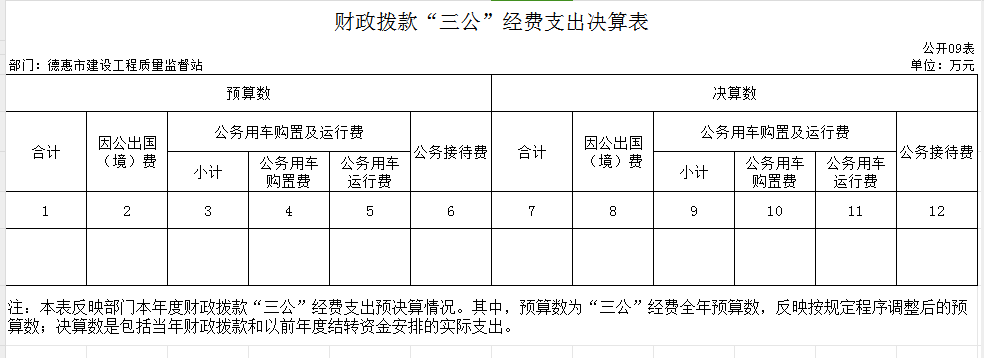 财政拨款“三公”经费支出决算表
公开09表
部门：德惠市建设工程质量监督站
单位：万元
预算数 决算数
合计 因公出国（境）费 公务用车购置及运行费 公务接待费 合计 因公出国（境）费 公务用车购置及运行费 公务接待费
小计 公务用车购置费 公务用车运行费 小计 公务用车购置费 公务用车运行费
1 2 3 4 5 6 7 8 9 10 11 12
注：本表反映部门本年度财政拨款“三公”经费支出预决算情况。其中，预算数为“三公”经费全年预算数，反映按规定程序调整后的预
算数；决算数是包括当年财政拨款和以前年度结转资金安排的实际支出。